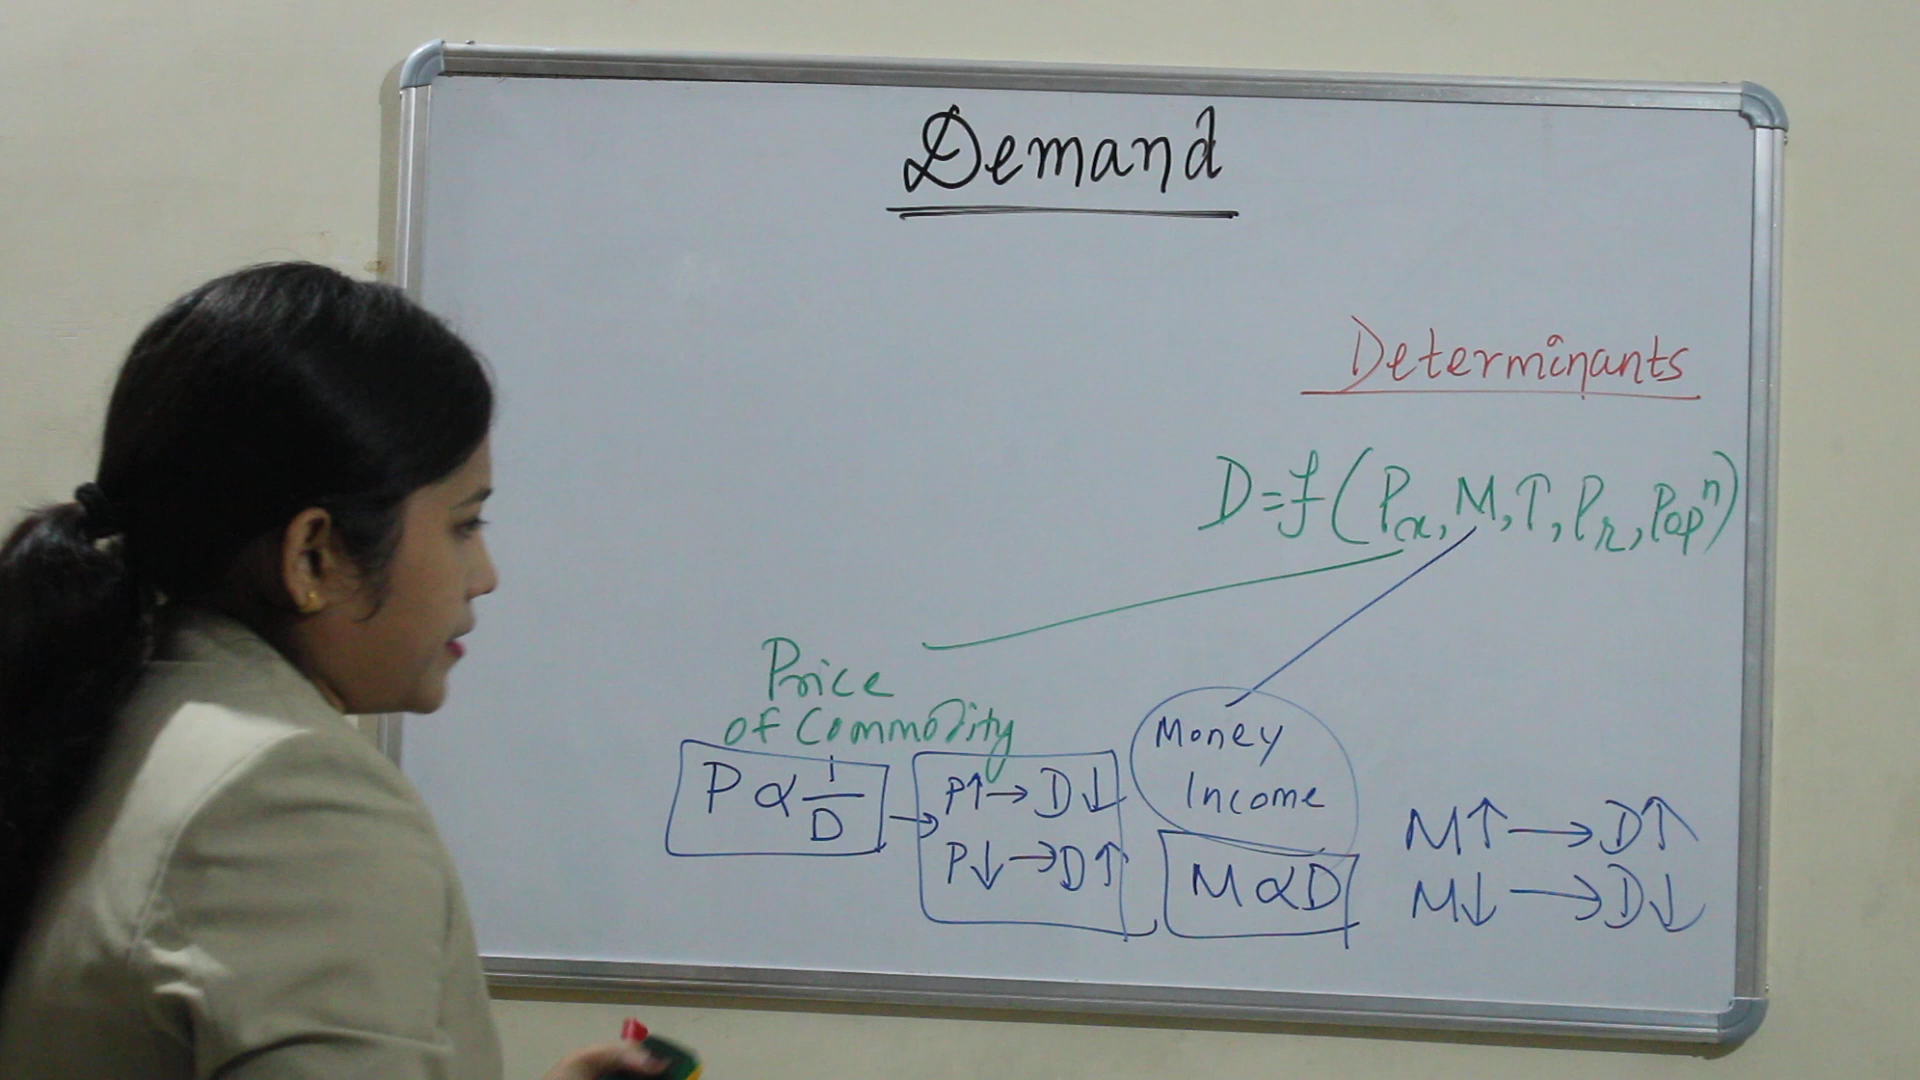 Demand
Determinants
D=f(Px, M, T, Pr, Popⁿ)
Price
of Commodity
P ∝ 1/D → P↑→D↓
P↓→D↑
Money
Income
M∝D
M↑→D↑
M↓→D↓